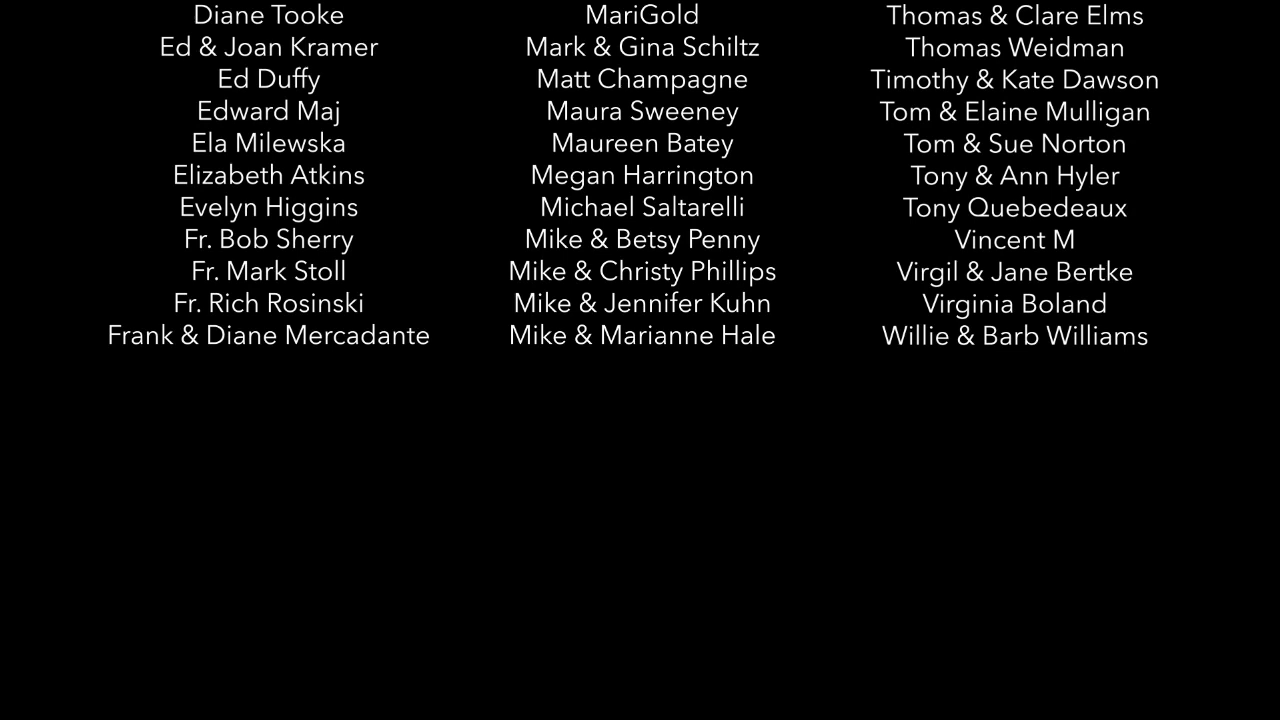 Diane Tooke
Ed & Joan Kramer
Ed Duffy
Edward Maj
Ela Milewska
Elizabeth Atkins
Evelyn Higgins
Fr. Bob Sherry
Fr. Mark Stoll
Fr. Rich Rosinski
Frank & Diane Mercadante
MariGold
Mark & Gina Schiltz
Matt Champagne
Maura Sweeney
Maureen Batey
Megan Harrington
Michael Saltarelli
Mike & Betsy Penny
Mike & Christy Phillips
Mike & Jennifer Kuhn
Mike & Marianne Hale
Thomas & Clare Elms
Thomas Weidman
Timothy & Kate Dawson
Tom & Elaine Mulligan
Tom & Sue Norton
Tony & Ann Hyler
Tony Quebedeaux
Vincent M
Virgil & Jane Bertke
Virginia Boland
Willie & Barb Williams